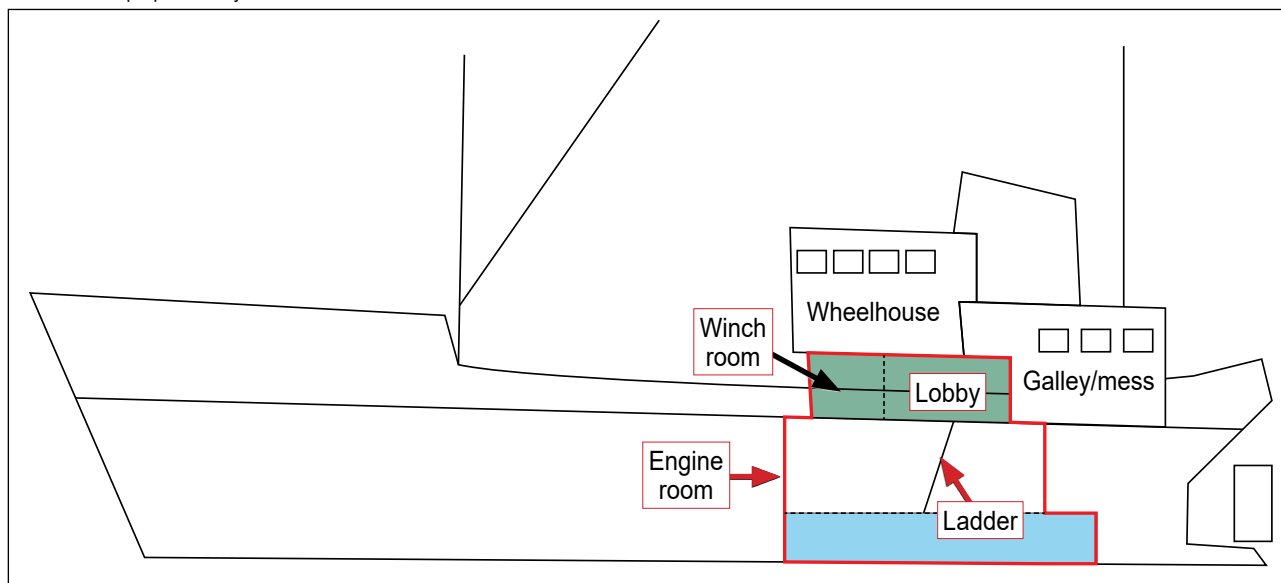 Wheelhouse
Winch
room
Lobby
Galley/mess
Engine
room
Ladder